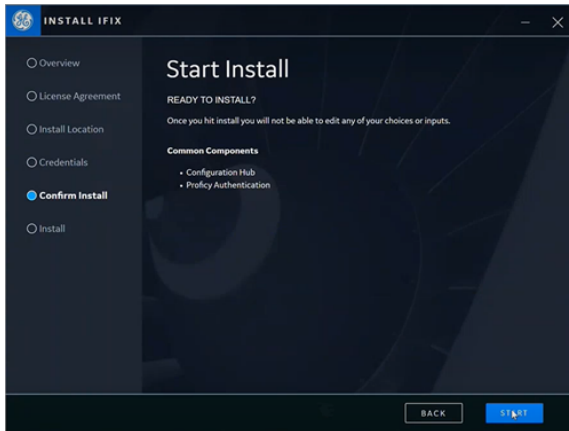 INSTALL IFIX
Overview
License Agreement
Install Location
Credentials
Confirm Install
Install
Start Install
READY TO INSTALL?
Once you hit install you will not be able to edit any of your choices or inputs.
Common Components
• Configuration Hub
• Proficy Authentication
BACK
START